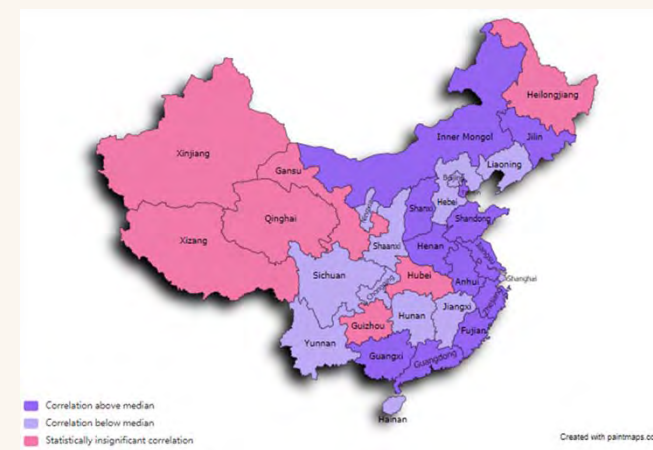 Heilongjiang
Inner Mongol
Jilin
Xinjiang
Liaoning
Gansu
Beijing
Hebei
Shanxi
Qinghai
Shandong
Xizang
Shaanxi
Henan
Jiangsu
Sichuan
Hubei
Anhui
Shanghai
Chongqing
Jiangxi
Hunan
Guizhou
Fujian
Yunnan
Guangxi
Guangdong
Hainan
Correlation above median
Correlation below median
Statistically insignificant correlation
Created with paintmaps.co